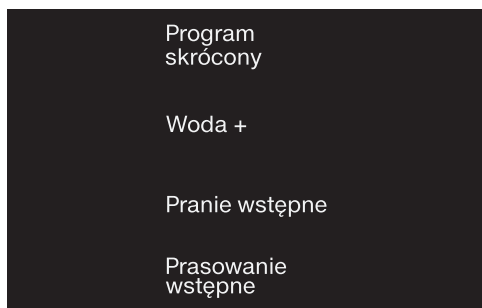 Program
skrócony
Woda +
Pranie wstępne
Prasowanie
wstępne